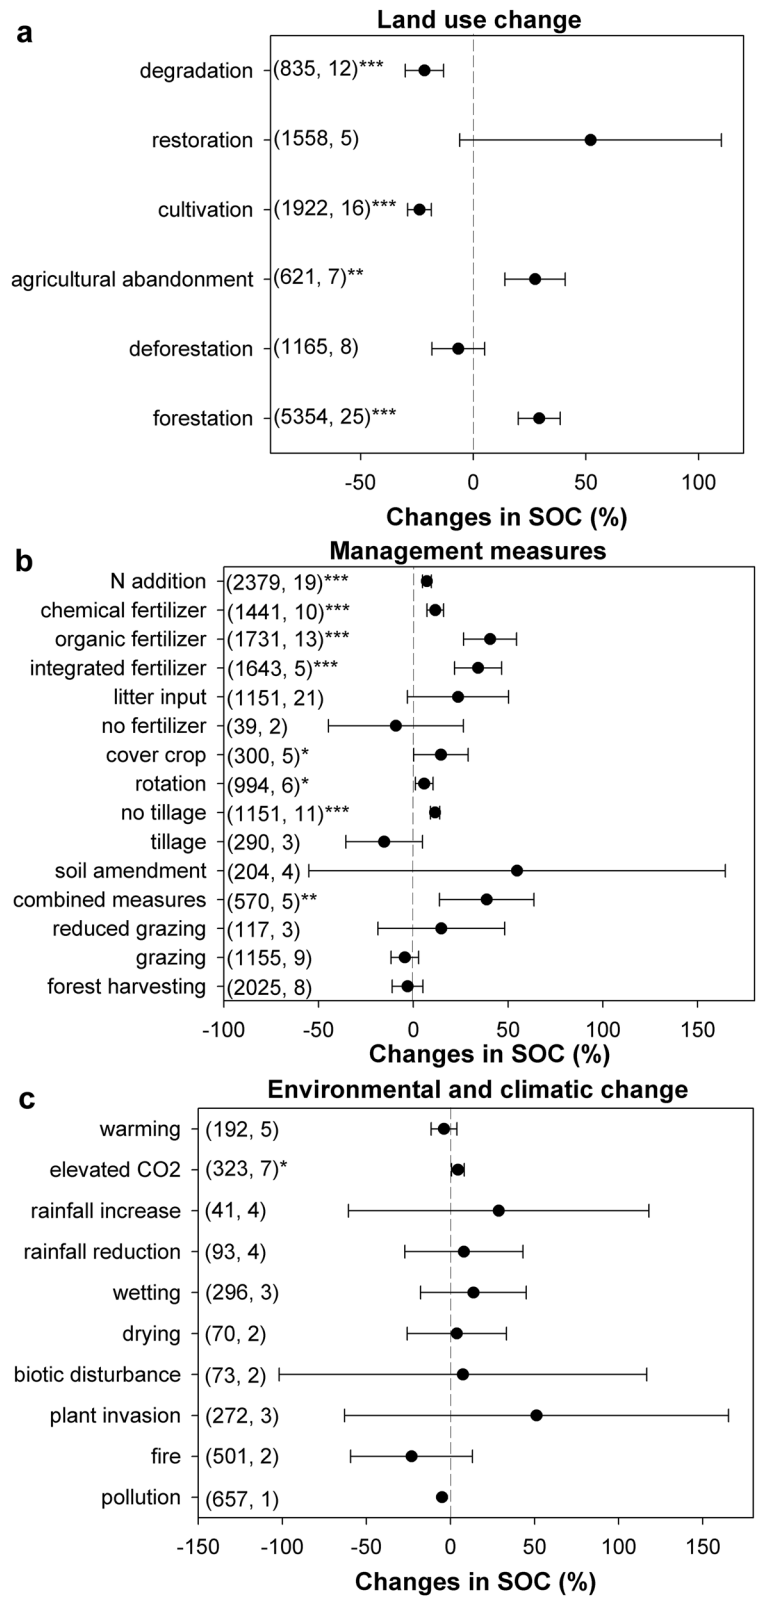 a
Land use change
degradation (835, 12)***
restoration (1558, 5)
cultivation (1922, 16)***
agricultural abandonment (621, 7)**
deforestation (1165, 8)
forestation (5354, 25)***
-50 0 50 100
Changes in SOC (%)
b
Management measures
N addition (2379, 19)***
chemical fertilizer (1441, 10)***
organic fertilizer (1731, 13)***
integrated fertilizer (1643, 5)***
litter input (1151, 21)
no fertilizer (39, 2)
cover crop (300, 5)*
rotation (994, 6)*
no tillage (1151, 11)***
tillage (290, 3)
soil amendment (204, 4)
combined measures (570, 5)**
reduced grazing (117, 3)
grazing (1155, 9)
forest harvesting (2025, 8)
-100 -50 0 50 100 150
Changes in SOC (%)
c
Environmental and climatic change
warming (192, 5)
elevated CO2 (323, 7)*
rainfall increase (41, 4)
rainfall reduction (93, 4)
wetting (296, 3)
drying (70, 2)
biotic disturbance (73, 2)
plant invasion (272, 3)
fire (501, 2)
pollution (657, 1)
-150 -100 -50 0 50 100 150
Changes in SOC (%)